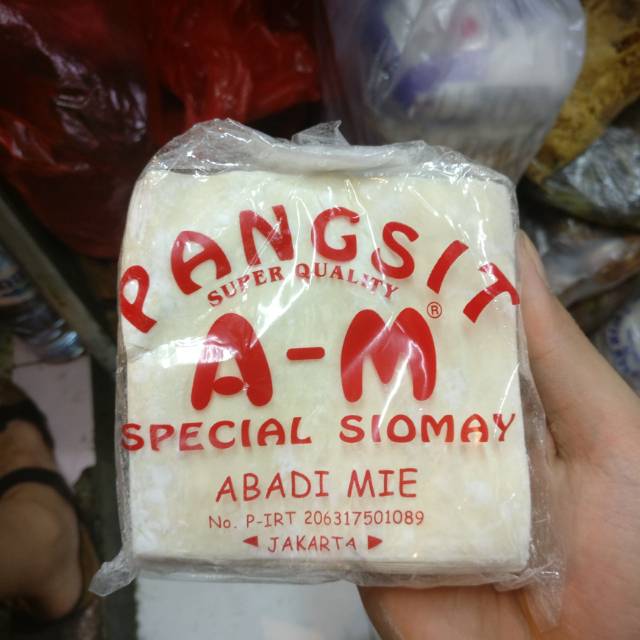 PANGSIT
SUPER QUALITY
A-M®
SPECIAL SIOMAY
ABADI MIE
No. P-IRT 206317501089
◄ JAKARTA ►